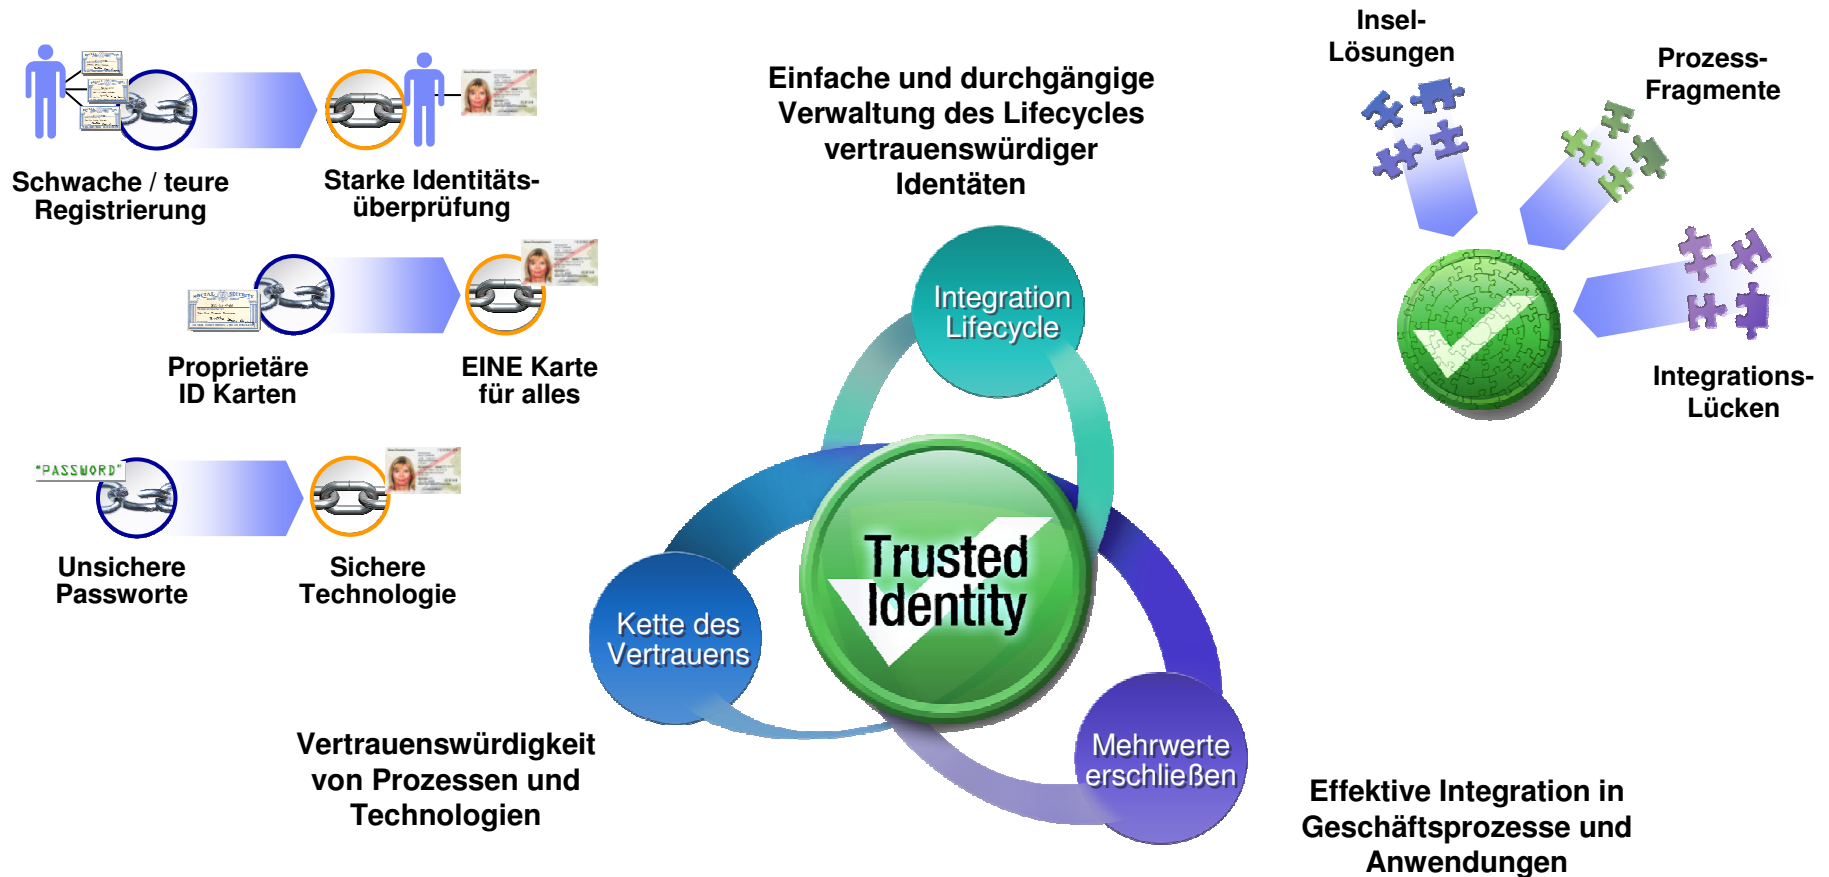 Schwache / teure
Registrierung
Starke Identitäts-
überprüfung
SOCIAL SECURITY
Proprietäre
ID Karten
EINE Karte
für alles
"PASSWORD"
Unsichere
Passworte
Sichere
Technologie
Einfache und durchgängige
Verwaltung des Lifecycles
vertrauenswürdiger
Identäten
Integration
Lifecycle
Trusted
Identity
Kette des
Vertrauens
Mehrwerte
erschließen
Vertrauenswürdigkeit
von Prozessen und
Technologien
Insel-
Lösungen
Prozess-
Fragmente
Integrations-
Lücken
Effektive Integration in
Geschäftsprozesse und
Anwendungen